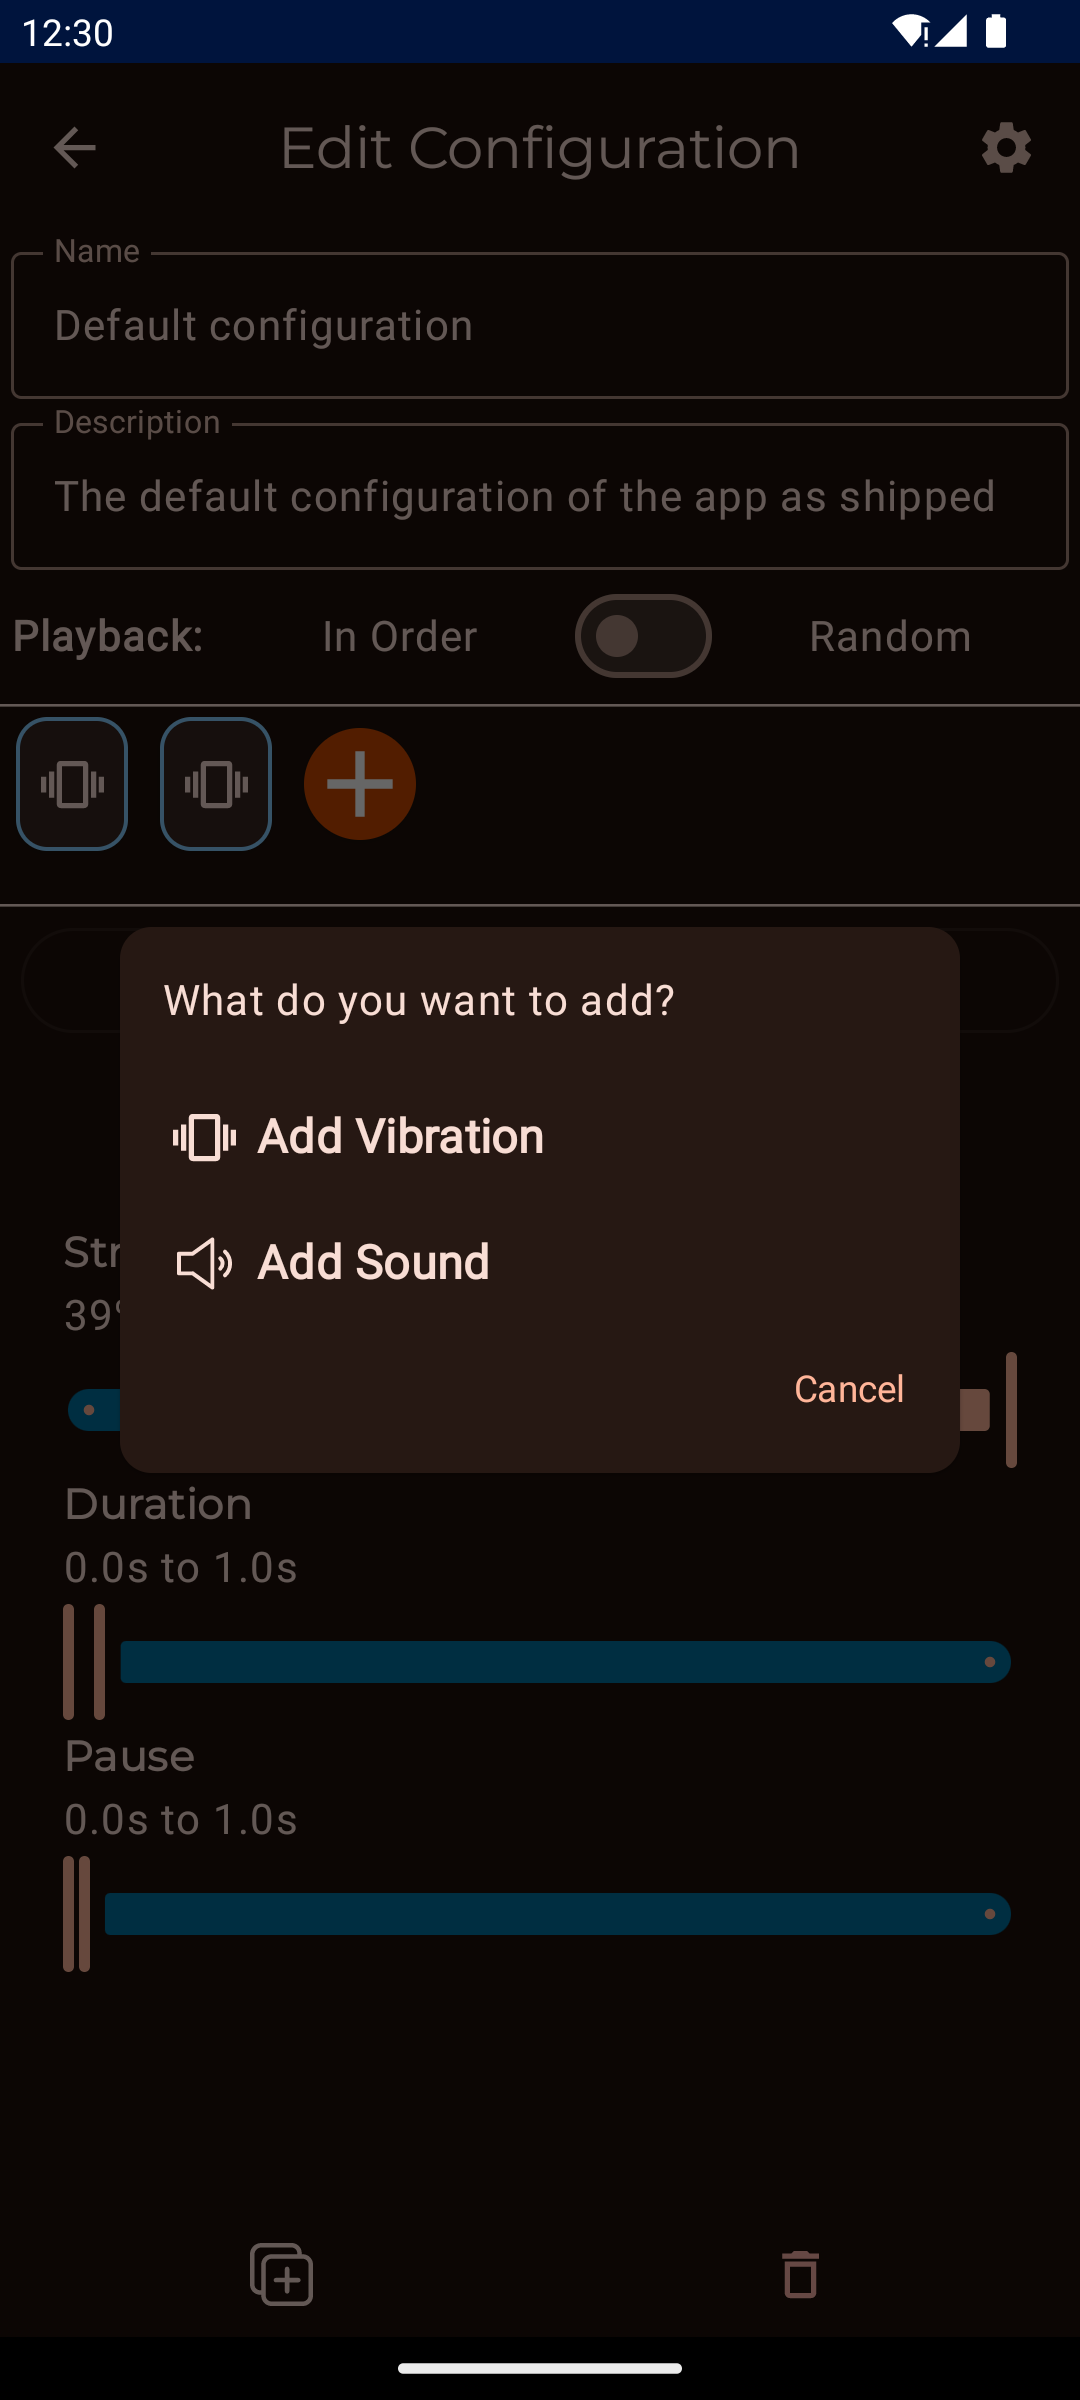 12:30
Edit Configuration
Name
Default configuration
Description
The default configuration of the app as shipped
Playback:
In Order
Random
What do you want to add?
Add Vibration
Add Sound
Str
39
Cancel
Duration
0.0s to 1.0s
Pause
0.0s to 1.0s